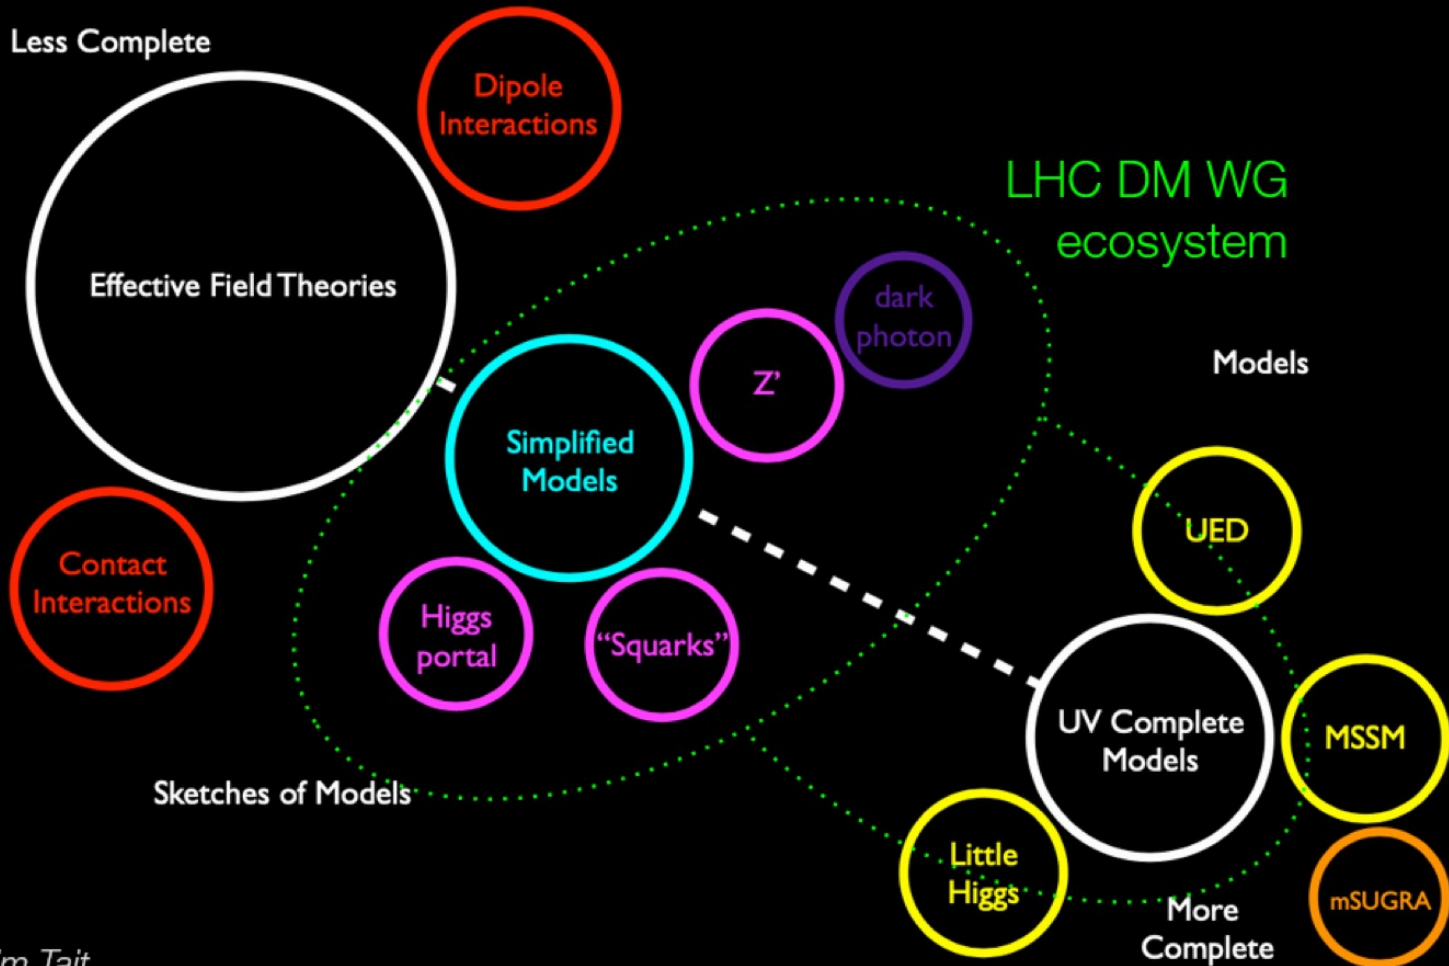 Less Complete
Dipole
Interactions
LHC DM WG
ecosystem
Effective Field Theories
dark
photon
Models
Z’
Simplified
Models
UED
Contact
Interactions
Higgs
portal
“Squarks”
UV Complete
Models
MSSM
Sketches of Models
Little
Higgs
mSUGRA
More
Complete
Tait